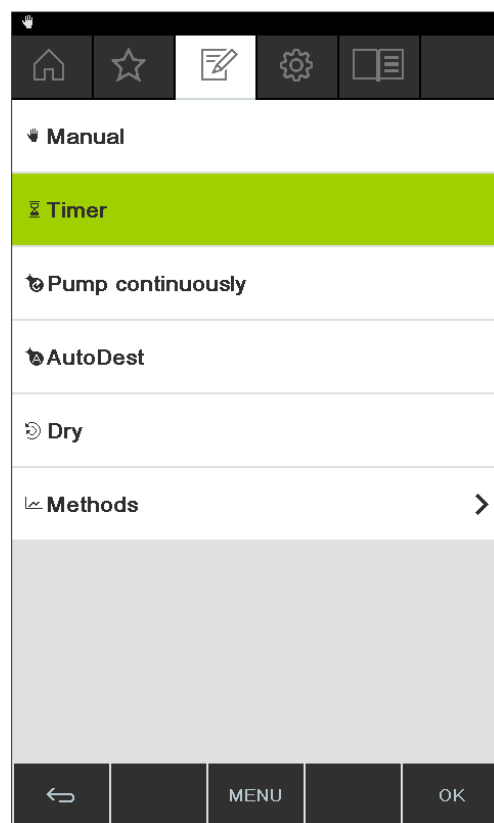 Manual
Timer
Pump continuously
AutoDest
Dry
Methods
MENU
OK